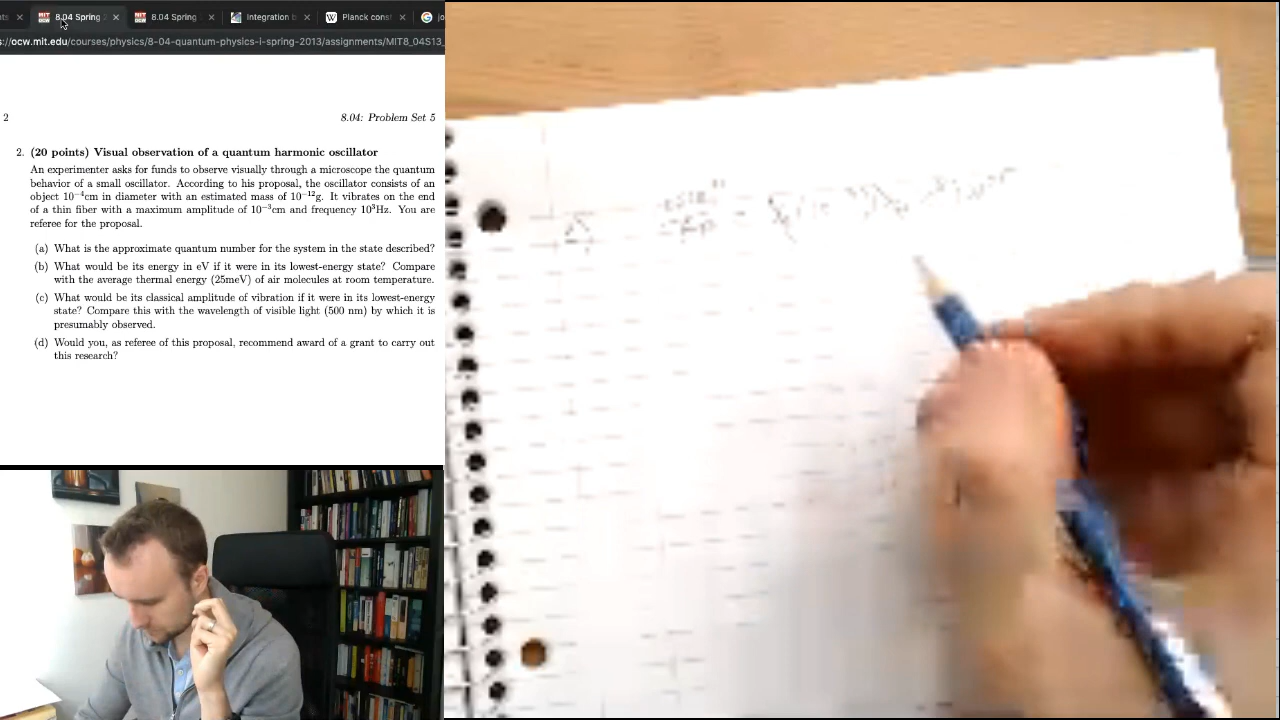 8.04 Spring
8.04 Spring
Integration b
Planck cons
jo
s://ocw.mit.edu/courses/physics/8-04-quantum-physics-i-spring-2013/assignments/MIT8_04S13_
2 8.04: Problem Set 5
2. (20 points) Visual observation of a quantum harmonic oscillator
An experimenter asks for funds to observe visually through a microscope the quantum
behavior of a small oscillator. According to his proposal, the oscillator consists of an
object 10⁻⁴cm in diameter with an estimated mass of 10⁻¹²g. It vibrates on the end
of a thin fiber with a maximum amplitude of 10⁻³cm and frequency 10³Hz. You are
referee for the proposal.
(a) What is the approximate quantum number for the system in the state described?
(b) What would be its energy in eV if it were in its lowest-energy state? Compare
with the average thermal energy (25meV) of air molecules at room temperature.
(c) What would be its classical amplitude of vibration if it were in its lowest-energy
state? Compare this with the wavelength of visible light (500 nm) by which it is
presumably observed.
(d) Would you, as referee of this proposal, recommend award of a grant to carry out
this research?